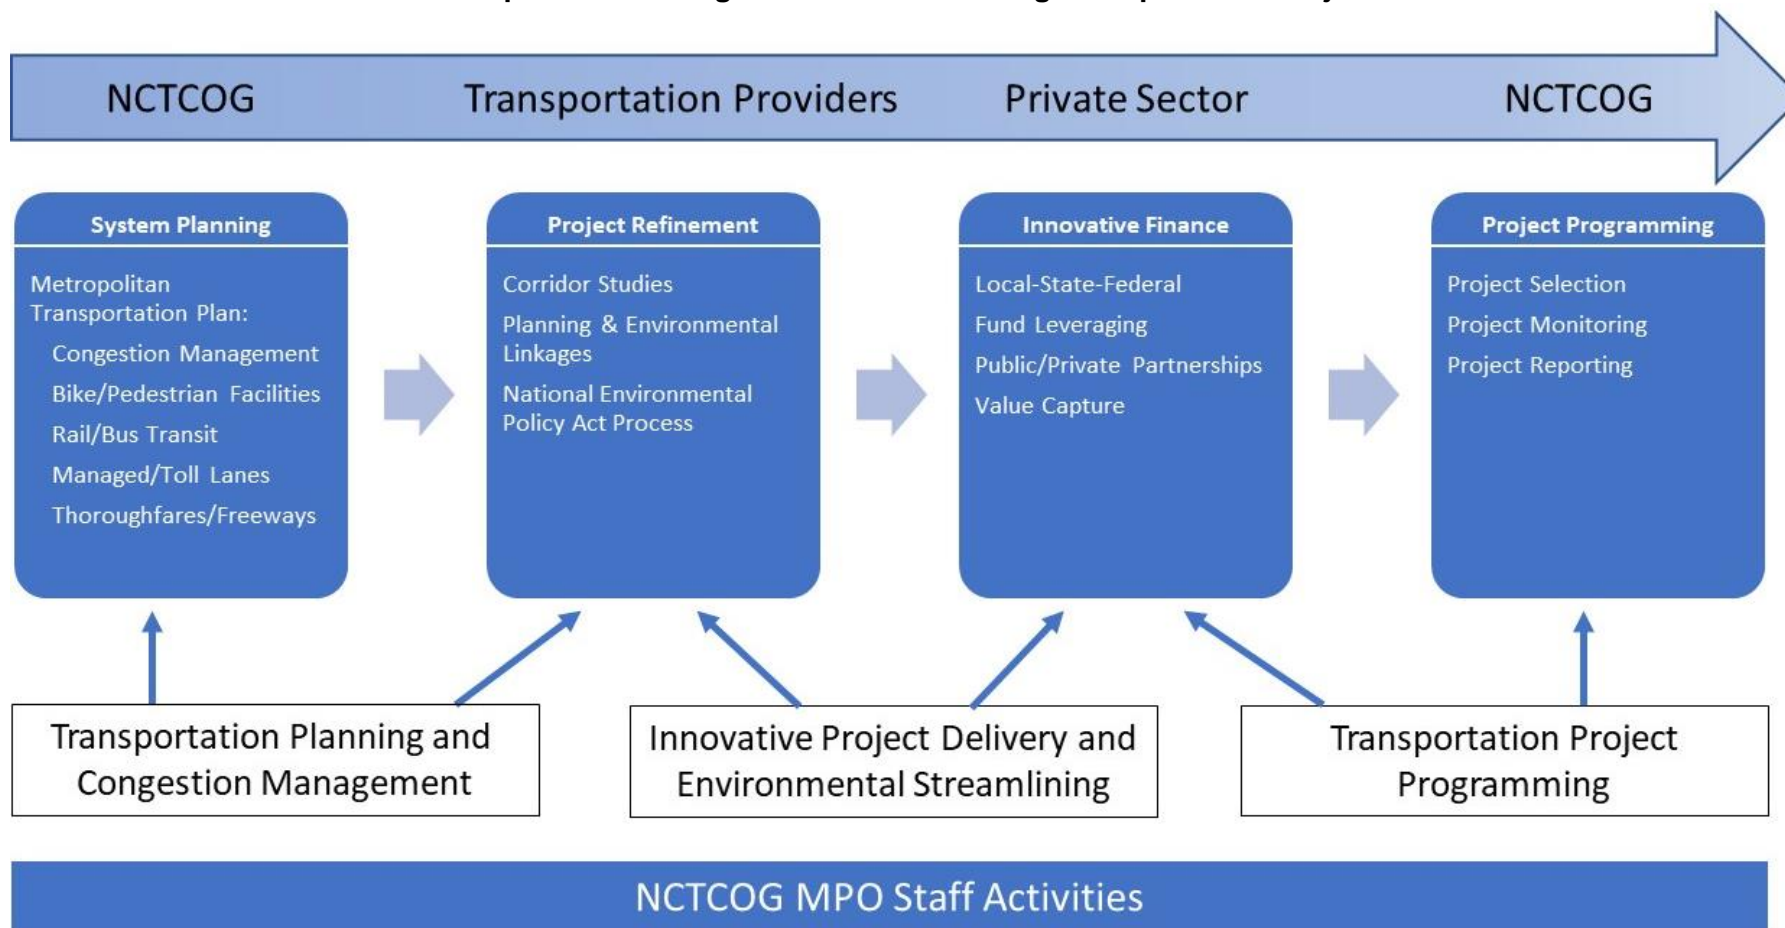 NCTCOG
Transportation Providers
Private Sector
NCTCOG
System Planning
Metropolitan
Transportation Plan:
Congestion Management
Bike/Pedestrian Facilities
Rail/Bus Transit
Managed/Toll Lanes
Thoroughfares/Freeways
Project Refinement
Corridor Studies
Planning & Environmental
Linkages
National Environmental
Policy Act Process
Innovative Finance
Local-State-Federal
Fund Leveraging
Public/Private Partnerships
Value Capture
Project Programming
Project Selection
Project Monitoring
Project Reporting
Transportation Planning and
Congestion Management
Innovative Project Delivery and
Environmental Streamlining
Transportation Project
Programming
NCTCOG MPO Staff Activities